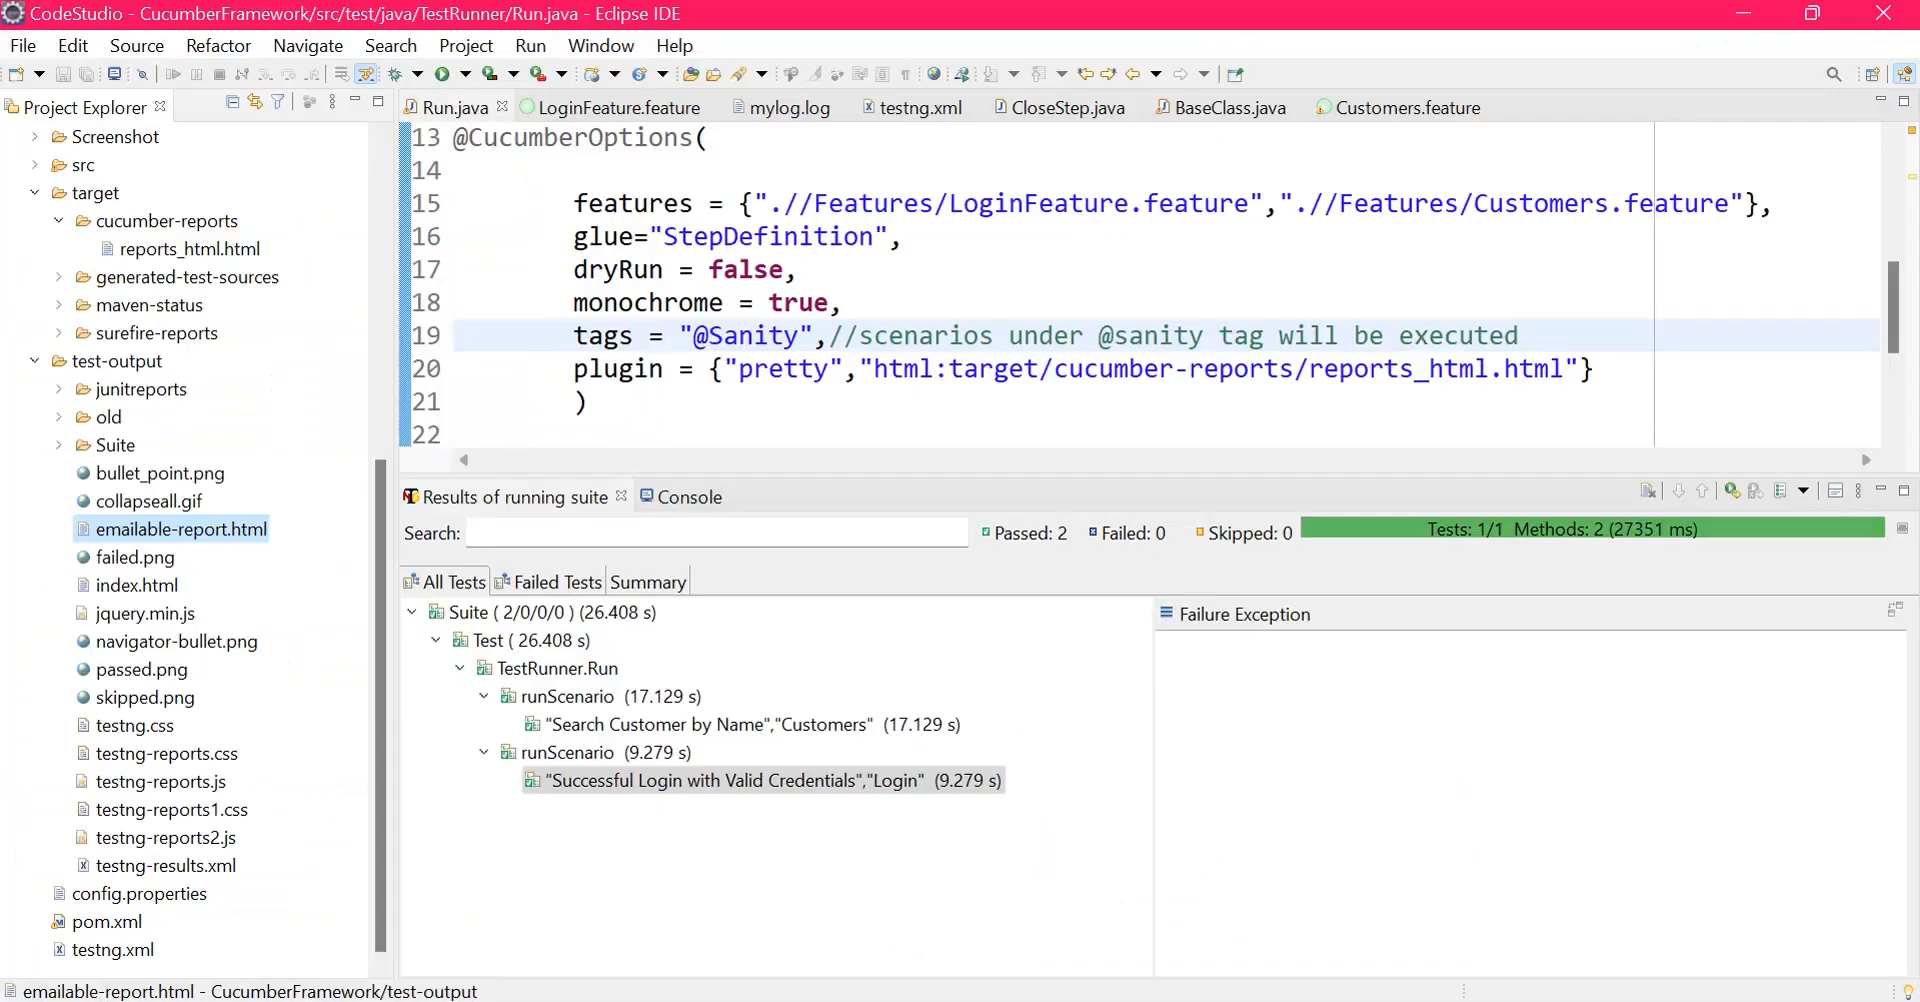 CodeStudio - CucumberFramework/src/test/java/TestRunner/Run.java - Eclipse IDE
File Edit Source Refactor Navigate Search Project Run Window Help
Project Explorer
Screenshot
src
target
cucumber-reports
reports_html.html
generated-test-sources
maven-status
surefire-reports
test-output
junitreports
old
Suite
bullet_point.png
collapseall.gif
emailable-report.html
failed.png
index.html
jquery.min.js
navigator-bullet.png
passed.png
skipped.png
testng.css
testng-reports.css
testng-reports.js
testng-reports1.css
testng-reports2.js
testng-results.xml
config.properties
pom.xml
testng.xml
Run.java LoginFeature.feature mylog.log testng.xml CloseStep.java BaseClass.java Customers.feature
13 @CucumberOptions(
14
15 features = {".//Features/LoginFeature.feature",".//Features/Customers.feature"},
16 glue="StepDefinition",
17 dryRun = false,
18 monochrome = true,
19 tags = "@Sanity",//scenarios under @sanity tag will be executed
20 plugin = {"pretty","html:target/cucumber-reports/reports_html.html"}
21 )
22
Results of running suite Console
Search: Passed: 2 Failed: 0 Skipped: 0 Tests: 1/1 Methods: 2 (27351 ms)
All Tests Failed Tests Summary
Suite ( 2/0/0/0 ) (26.408 s)
Test ( 26.408 s)
TestRunner.Run
runScenario (17.129 s)
"Search Customer by Name","Customers" (17.129 s)
runScenario (9.279 s)
"Successful Login with Valid Credentials","Login" (9.279 s)
Failure Exception
emailable-report.html - CucumberFramework/test-output